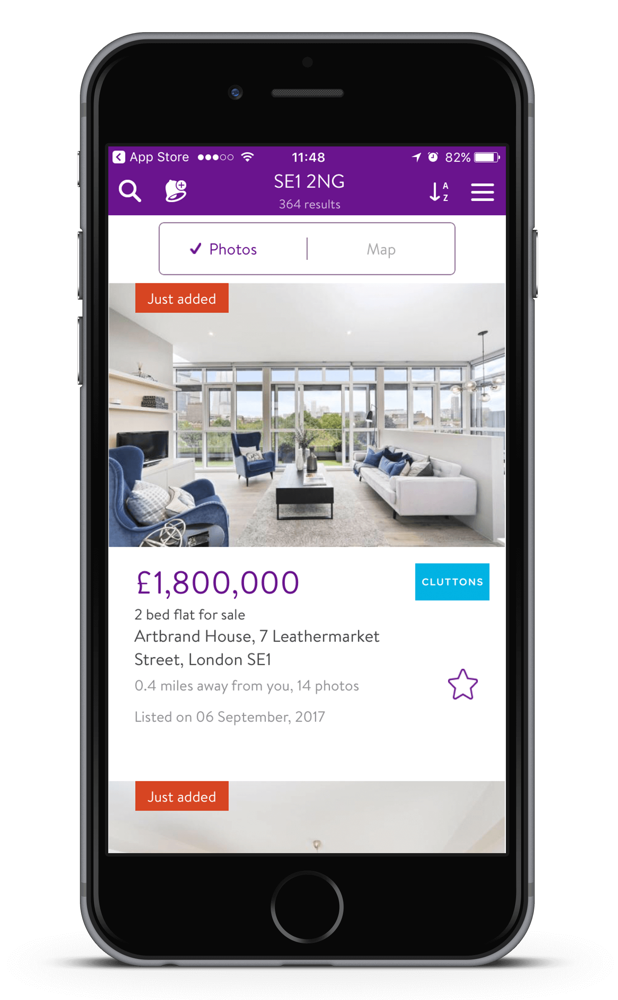 App Store 11:48 82%
SE1 2NG
364 results
A
Z
Photos Map
Just added
£1,800,000
CLUTTONS
2 bed flat for sale
Artbrand House, 7 Leathermarket
Street, London SE1
0.4 miles away from you, 14 photos
Listed on 06 September, 2017
Just added